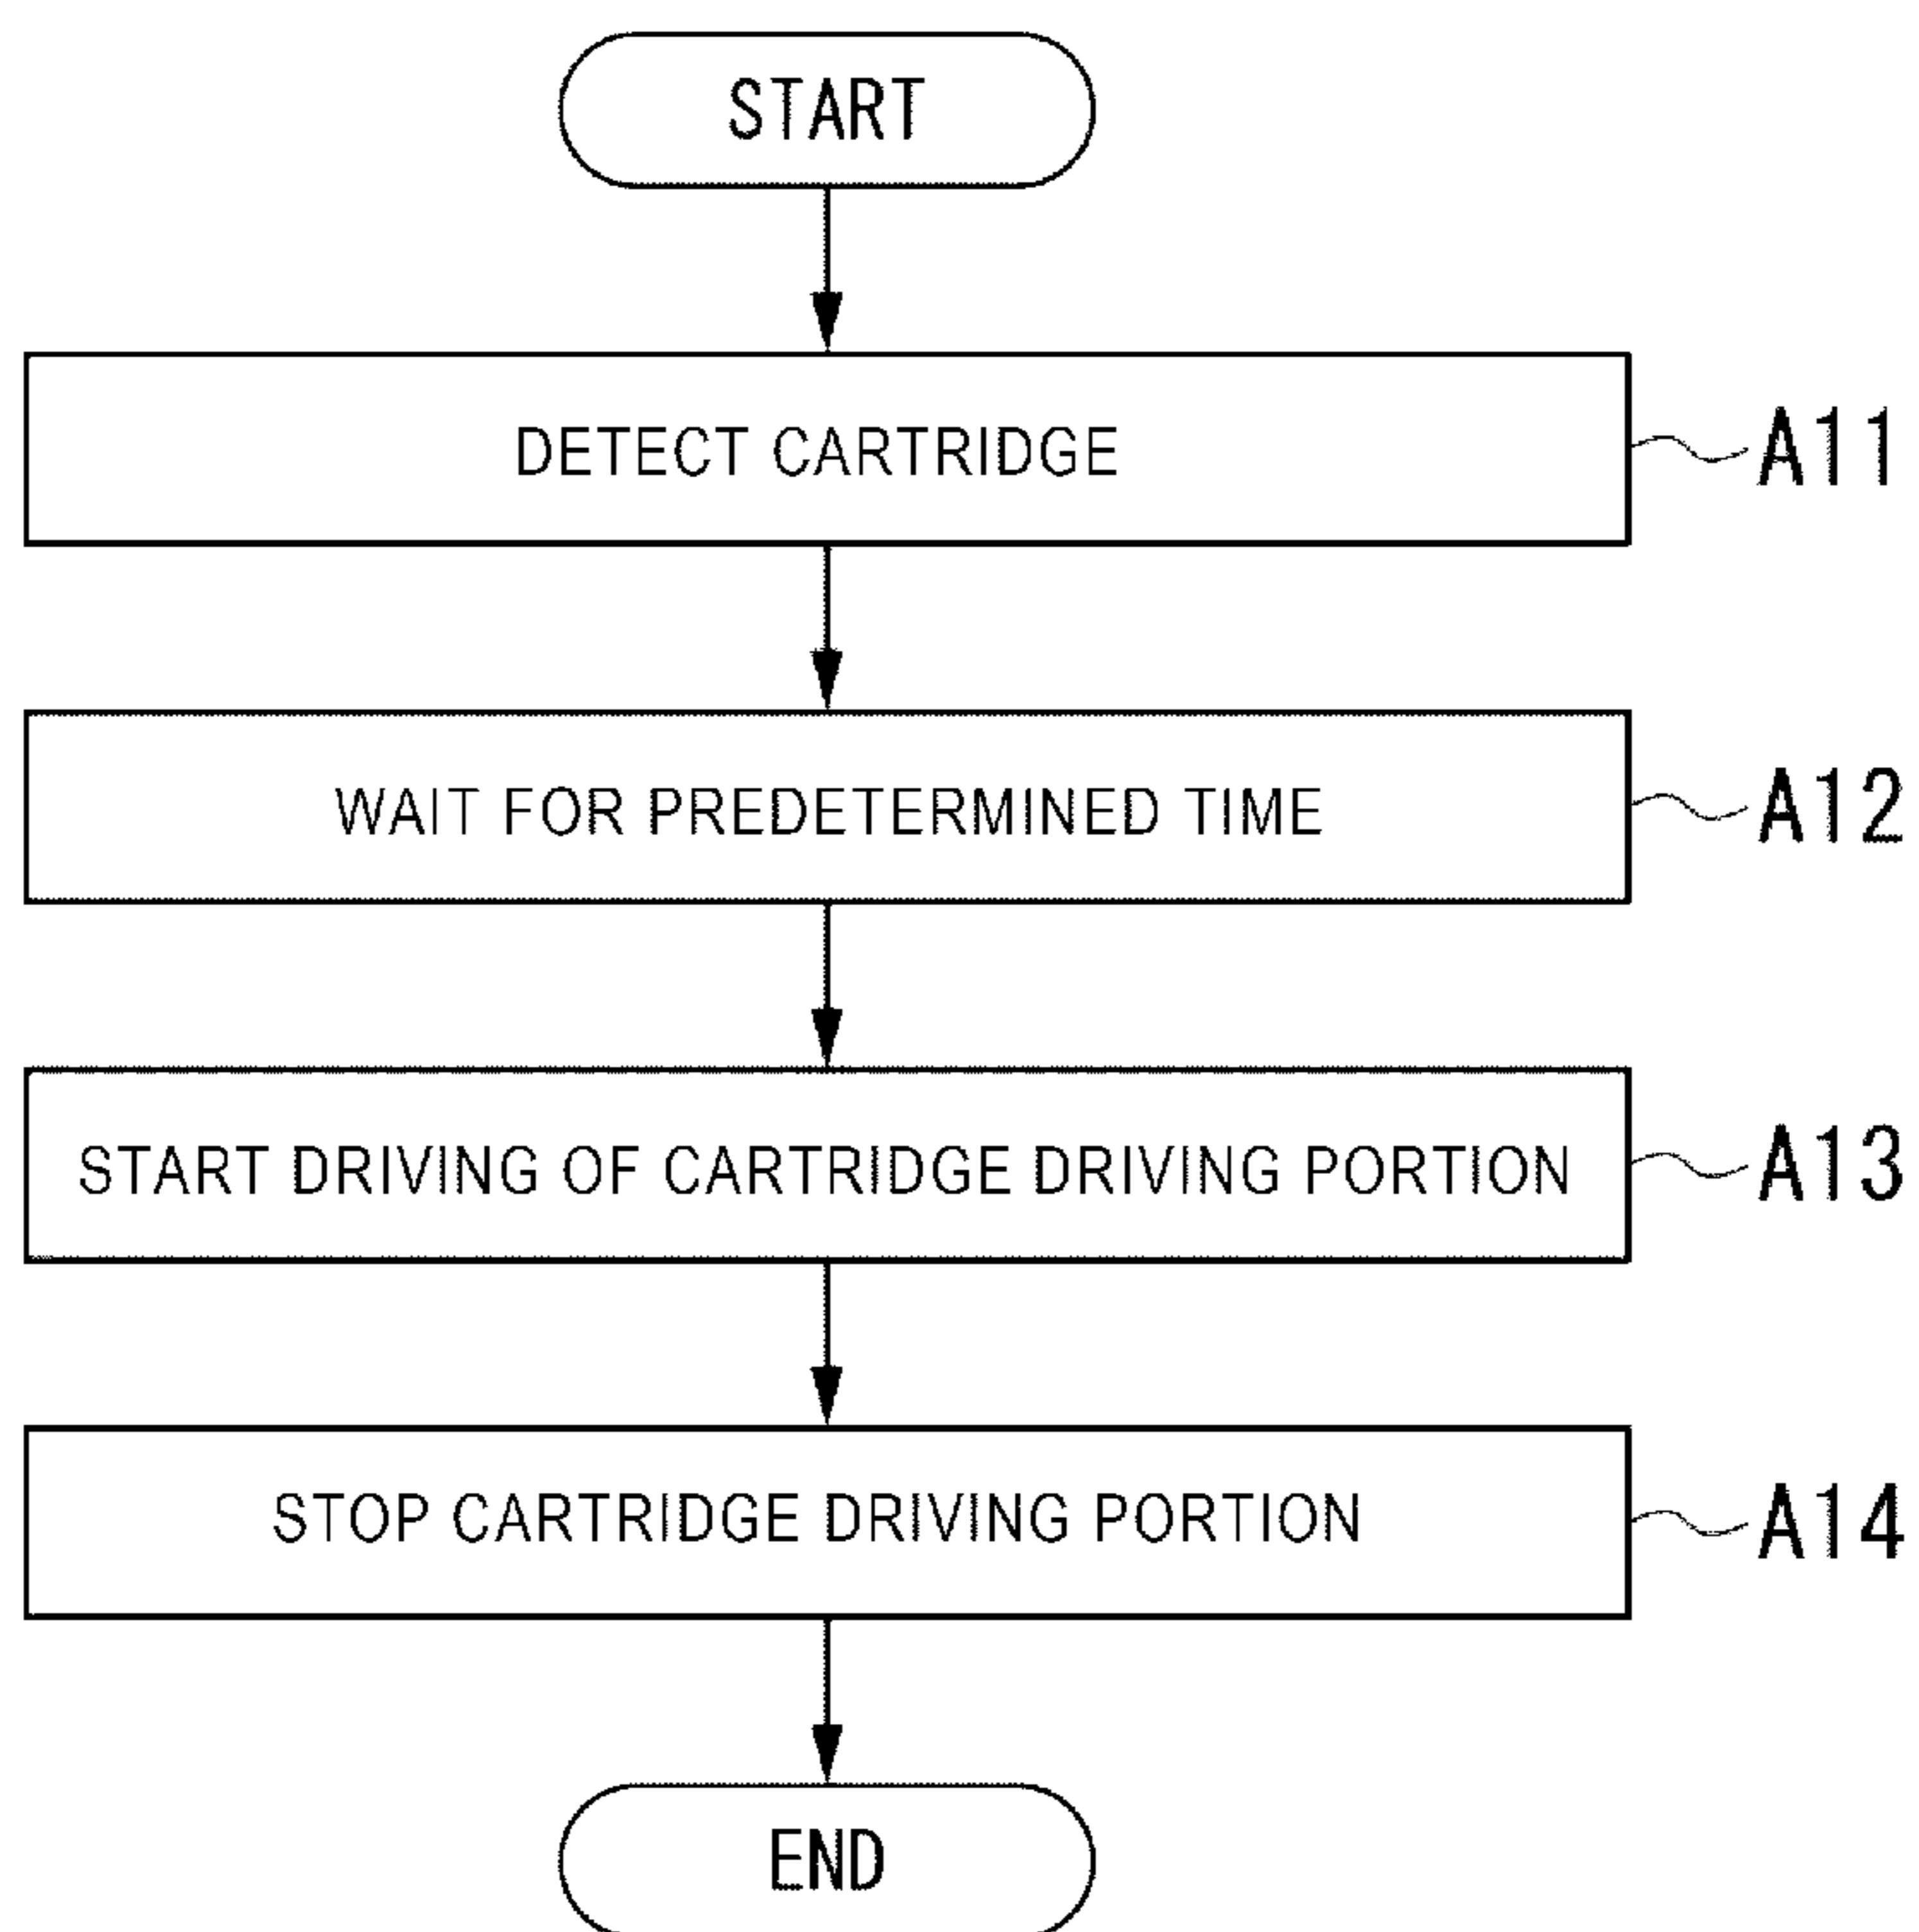 START
DETECT CARTRIDGE
A11
WAIT FOR PREDETERMINED TIME
A12
START DRIVING OF CARTRIDGE DRIVING PORTION
A13
STOP CARTRIDGE DRIVING PORTION
A14
END